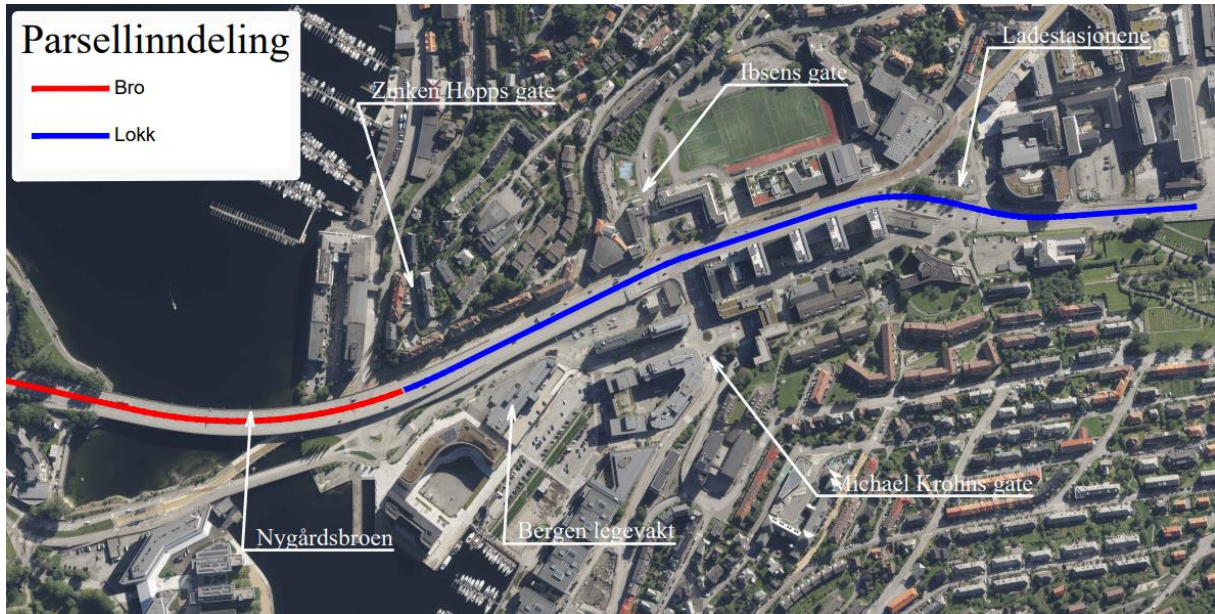 Parsellinndeling
Bro
Lokk
Ladestasjonene
Ibsens gate
Zinken Hopps gate
Michael Krohns gate
Bergen legevakt
Nygårdsbroen